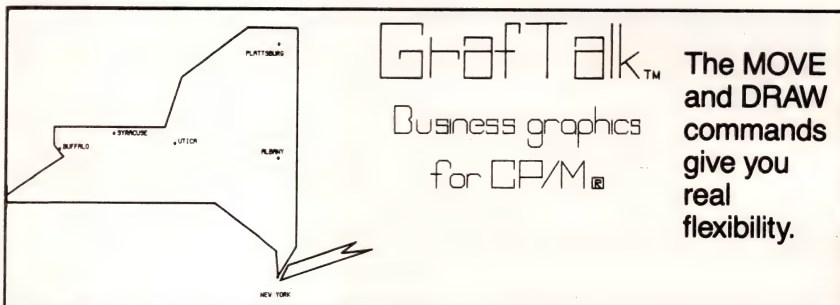 PLATTSBURG
SYRACUSE
UTICA
BUFFALO
ALBANY
NEW YORK
GrafTalk™
Business graphics
for CP/M®
The MOVE
and DRAW
commands
give you
real
flexibility.